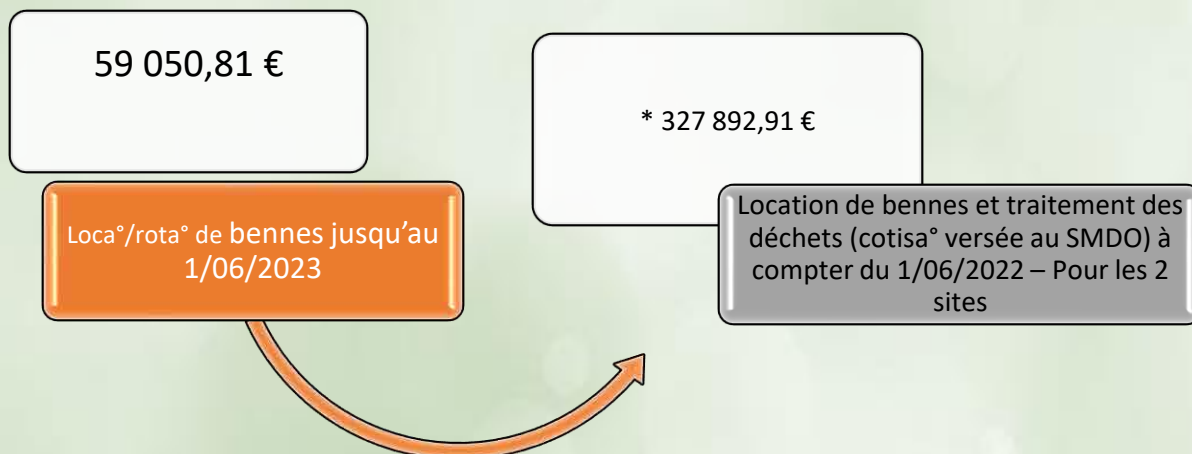 59 050,81 €
Loca°/rota° de bennes jusqu'au
1/06/2023
* 327 892,91 €
Location de bennes et traitement des
déchets (cotisa° versée au SMDO) à
compter du 1/06/2022 – Pour les 2
sites